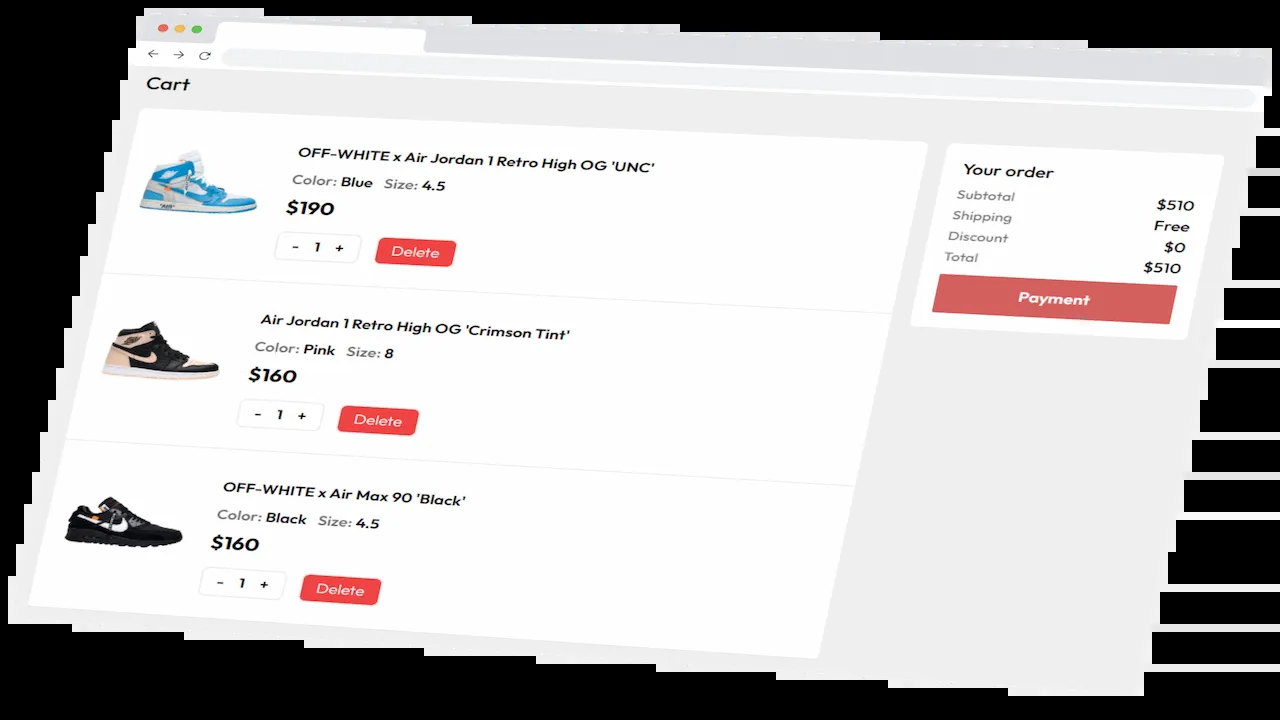 Cart
OFF-WHITE x Air Jordan 1 Retro High OG 'UNC'
Color: Blue Size: 4.5
$190
- 1 + Delete
Air Jordan 1 Retro High OG 'Crimson Tint'
Color: Pink Size: 8
$160
- 1 + Delete
OFF-WHITE x Air Max 90 'Black'
Color: Black Size: 4.5
$160
- 1 + Delete
Your order
Subtotal $510
Shipping Free
Discount $0
Total $510
Payment